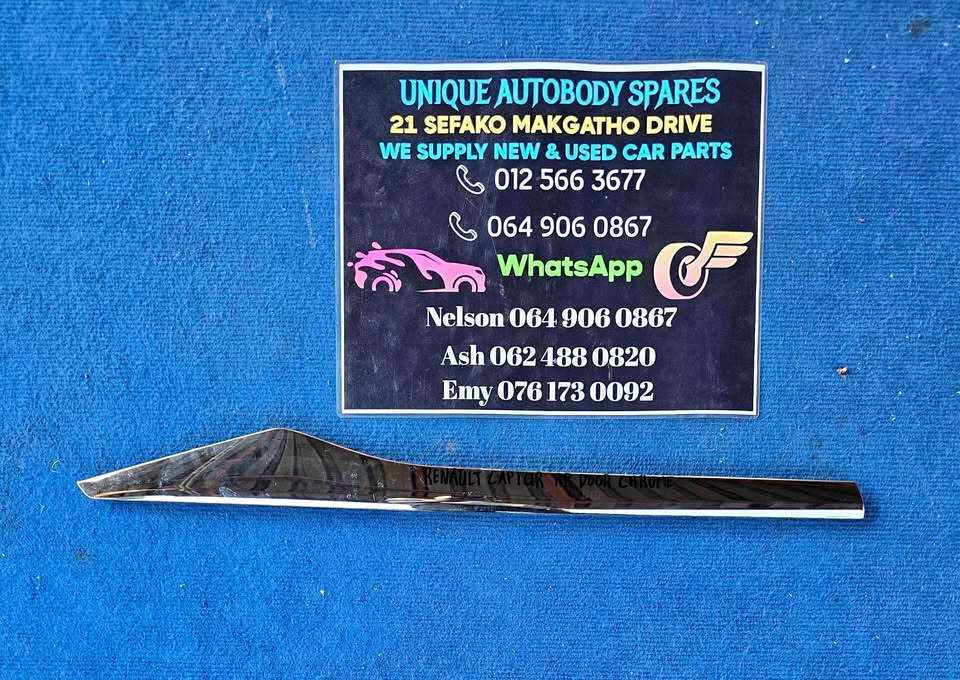 UNIQUE AUTOBODY SPARES
21 SEFAKO MAKGATHO DRIVE
WE SUPPLY NEW & USED CAR PARTS
012 566 3677
064 906 0867
WhatsApp
Nelson 064 906 0867
Ash 062 488 0820
Emy 076 173 0092
RENAULT CAPTUR RR DOOR CHROME